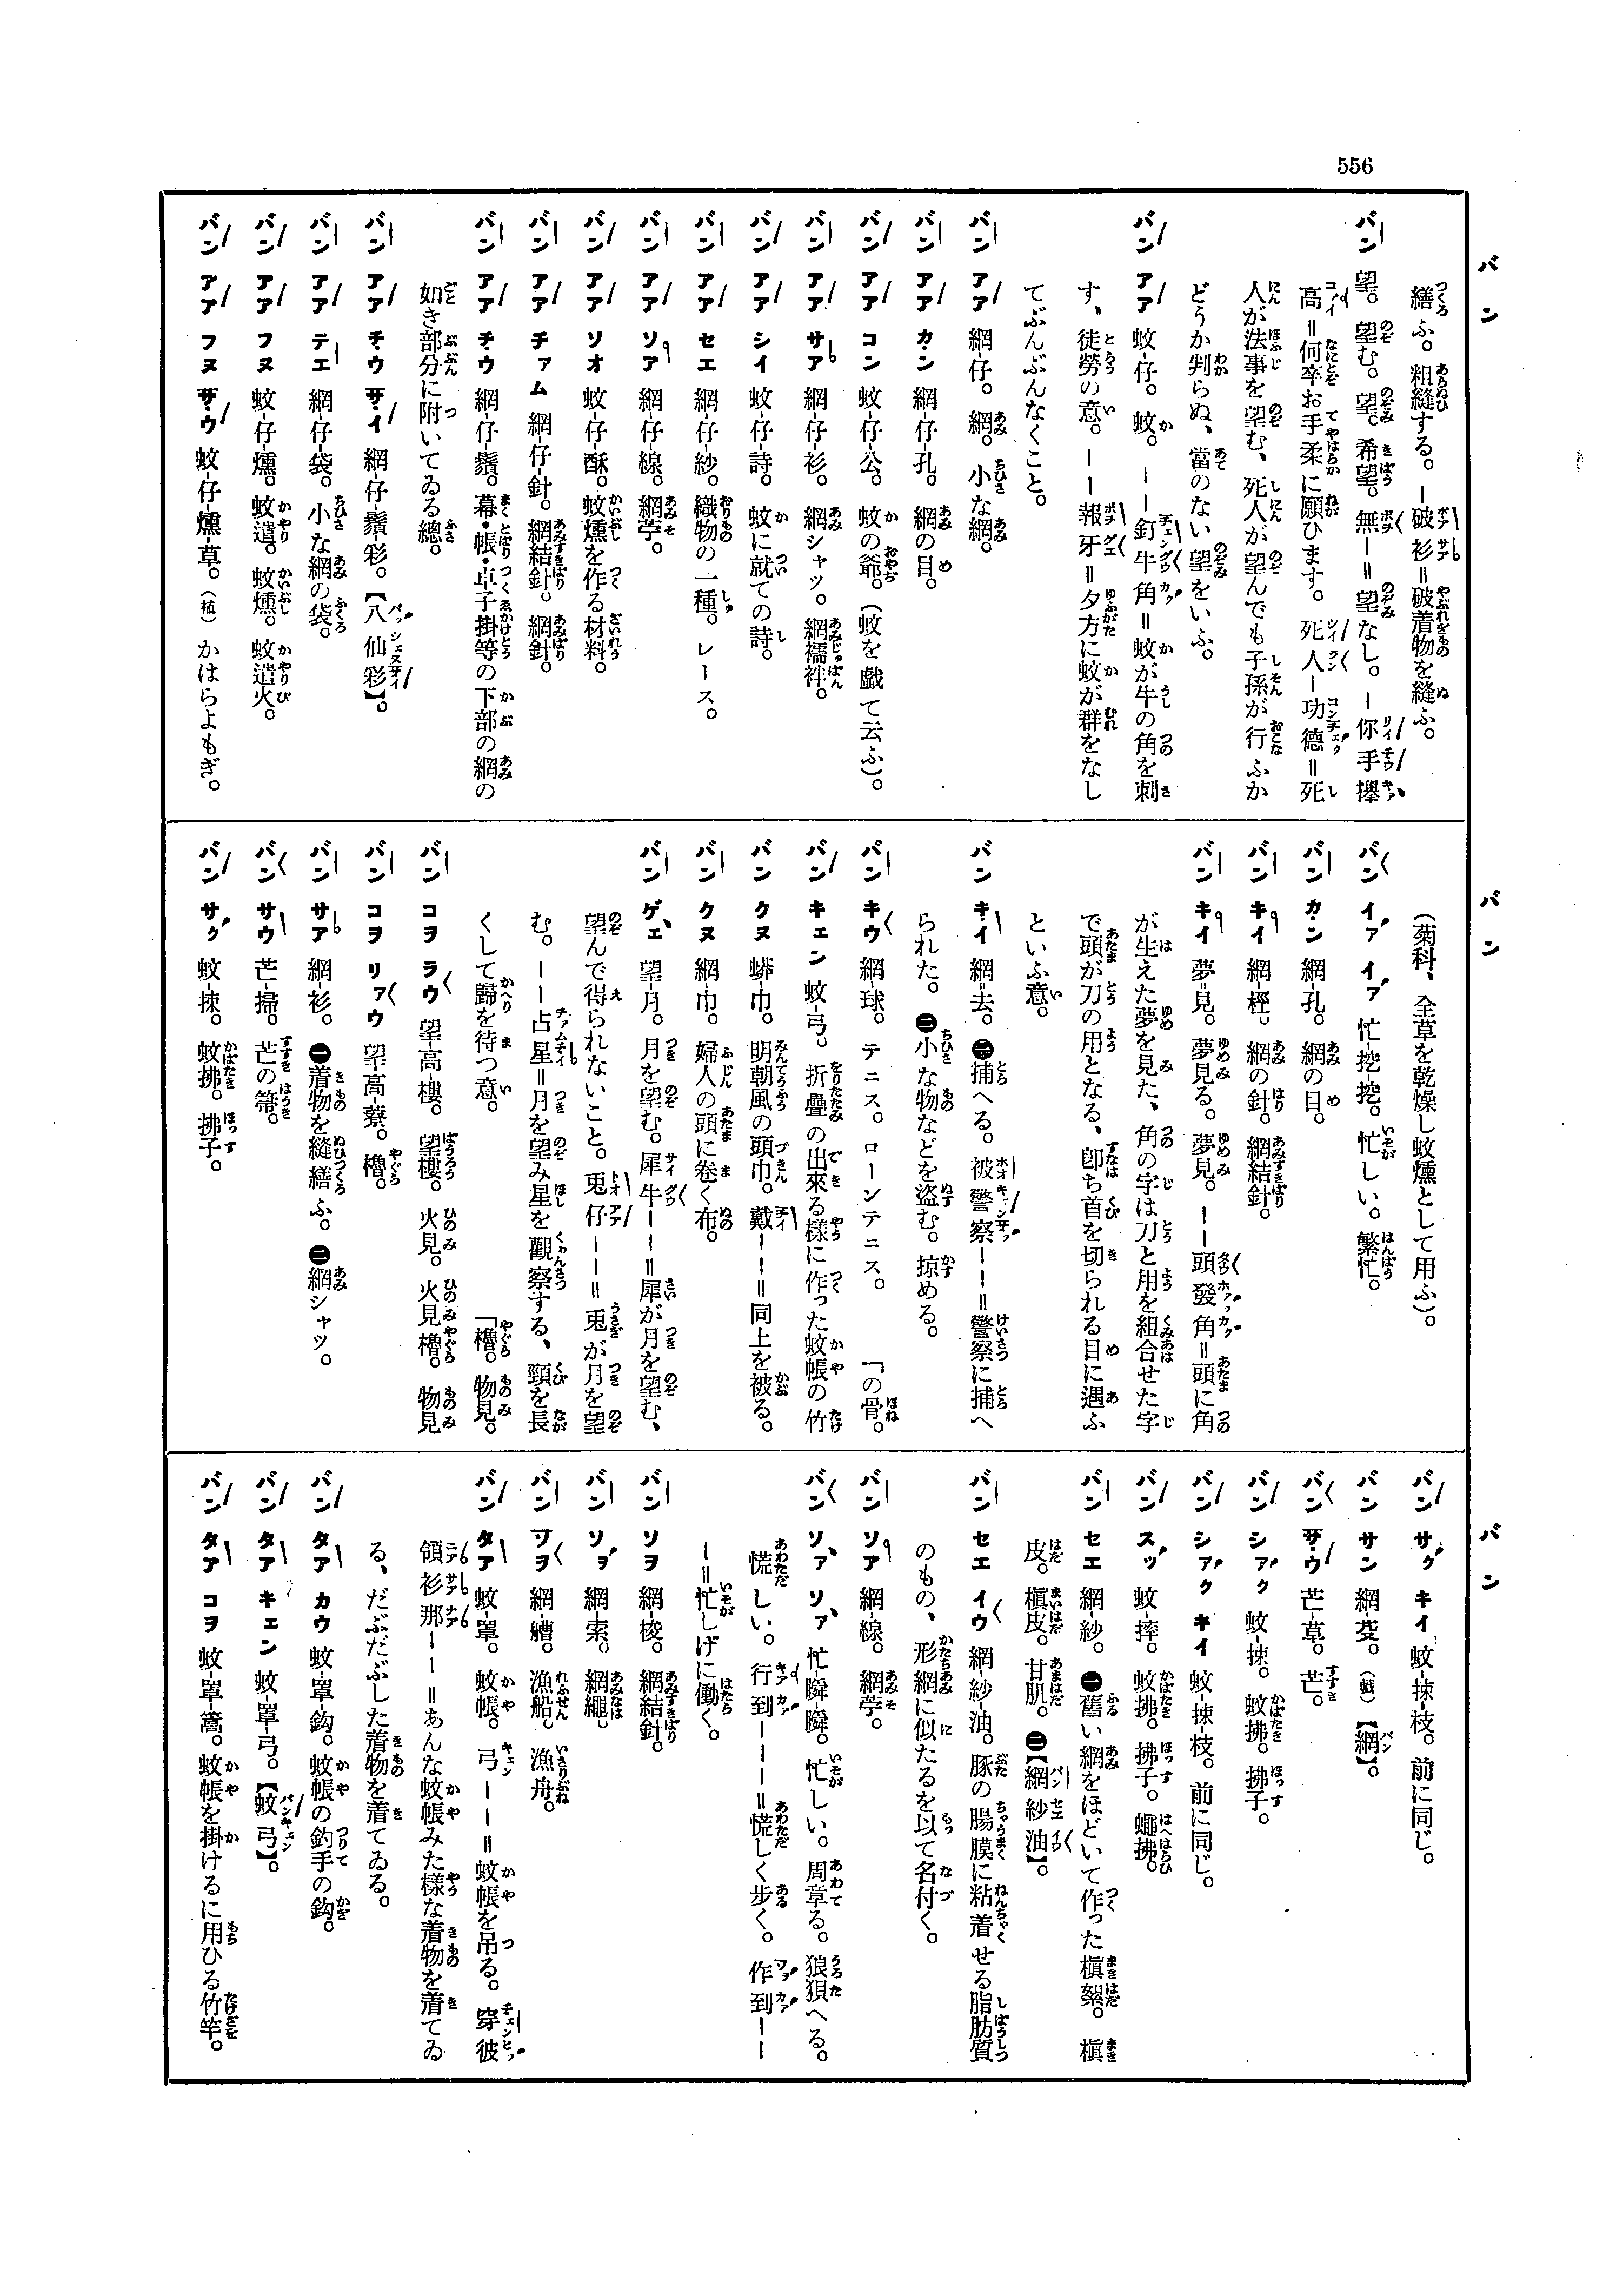 556
バン
繕ふ。粗縫する。－破衫＝破着物を縫ふ。
バン 望。望む。望。希望。無－＝望なし。－你手擧
高＝何卒お手柔に願ひます。死人－功德＝死
人が法事を望む、死人が望んでも子孫が行ふか
どうか判らぬ、當のない望をいふ。
バン アア 蚊仔。蚊。－－釘牛角＝蚊が牛の角を刺
す、徒勞の意。－－報牙＝夕方に蚊が群をなし
てぶんぶんなくこと。
バン アア 網仔。網。小な網。
バン アア カン 網-仔-孔。網の目。
バン アア コン 蚊-仔-公。蚊の爺。（蚊を戯て云ふ）。
バン アア サア 網-仔-衫。網シャツ。網襦袢。
バン アア シイ 蚊-仔-詩。蚊に就ての詩。
バン アア セエ 網-仔-紗。織物の一種。レース。
バン アア ソア 網-仔-線。網苧。
バン アア ソオ 蚊-仔-酥。蚊燻を作る材料。
バン アア チァム 網-仔-針。網結針。網針。
バン アア チウ 網-仔-鬚。幕・帳・卓子掛等の下部の網の
如き部分に附いてゐる總。
バン アア チウ サイ 網-仔-鬚-彩。【八仙彩】。
バン アア テエ 網-仔-袋。小な網の袋。
バン アア フヌ 蚊-仔-燻。蚊遣。蚊燻。蚊遣火。
バン アア フヌ サウ 蚊-仔-燻-草。（植）かはらよもぎ。
バン
（菊科、全草を乾燥し蚊燻として用ふ）。
バン イァ イァ 忙-挖-挖。忙しい。繁忙。
バン カン 網-孔。網の目。
バン キイ 網-桱。網の針。網結針。
バン キイ 夢-見。夢見る。夢見。－－頭發角＝頭に角
が生えた夢を見た、角の字は刀と用を組合せた字
で頭が刀の用となる、卽ち首を切られる目に遇ふ
といふ意。
バン キイ 網-去。㊀捕へる。被警察－－＝警察に捕へ
られた。㊁小な物などを盗む。掠める。
バン キウ 網-球。テニス。ローンテニス。
「の骨。
バン キェン 蚊-弓。折疊の出來る樣に作った蚊帳の竹
バン クヌ 蟒-巾。明朝風の頭巾。戴－－＝同上を被る。
バン クヌ 網-巾。婦人の頭に卷く布。
バン ゲェ 望-月。月を望む。犀牛－－＝犀が月を望む、
望んで得られないこと。兎仔－－＝兎が月を望
む。－－占星＝月を望み星を觀察する、頸を長
くして歸を待つ意。
「櫓。物見。
バン コヲ ラウ 望-高-樓。望樓。火見。火見櫓。物見
バン コヲ リァウ 望-高-藔。櫓。
バン サア 網-衫。㊀着物を縫繕ふ。㊁網シャツ。
バン サウ 芒-掃。芒の箒。
バン サク 蚊-捒。蚊拂。拂子。
バン
バン サク キイ 蚊-捒-枝。前に同じ。
バン サン （戯）【網】。
バン サウ 芒-草。芒。
バン シァク 蚊-捒。蚊拂。拂子。
バン シァク キイ 蚊-捒-枝。前に同じ。
バン スッ 蚊-摔。蚊拂。拂子。蠅拂。
バン セエ 網-紗。㊀舊い網をほどいて作った槇絮。槇
皮。槇皮。甘肌。㊁【網紗油】。
バン セエ イウ 網-紗-油。豚の腸膜に粘着せる脂肪質
のもの、形網に似たるを以て名付く。
バン ソア 網-線。網苧。
バン ソァ ソァ 忙-瞬-瞬。忙しい。周章る。狼狽へる。
慌しい。行到－－－＝慌しく步く。作到－－
－＝忙しげに働く。
バン ソヲ 網-梭。網結針。
バン ソヲ 網-索。網繩。
バン ソヲ 網-艚。漁船。漁舟。
バン タア 蚊-罩。蚊帳。弓－－＝蚊帳を吊る。穿彼
領衫那－－＝あんな蚊帳みた樣な着物を着てゐ
る、だぶだぶした着物を着てゐる。
バン タア カウ 蚊-罩-鈎。蚊帳の釣手の鈎。
バン タア キェン 蚊-罩-弓。【蚊弓】。
バン タア コヲ 蚊-罩-篙。蚊帳を掛けるに用ひる竹竿。